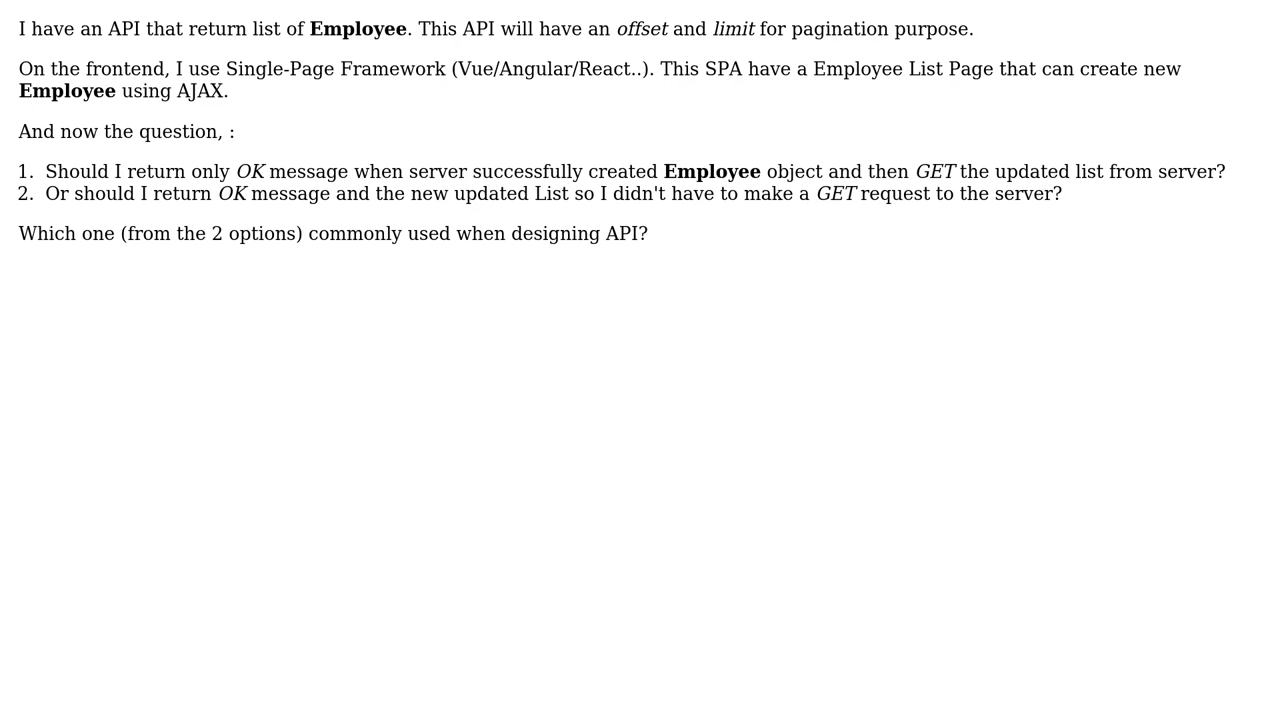 I have an API that return list of Employee. This API will have an offset and limit for pagination purpose.
On the frontend, I use Single-Page Framework (Vue/Angular/React..). This SPA have a Employee List Page that can create new
Employee using AJAX.
And now the question, :
1. Should I return only OK message when server successfully created Employee object and then GET the updated list from server?
2. Or should I return OK message and the new updated List so I didn't have to make a GET request to the server?
Which one (from the 2 options) commonly used when designing API?